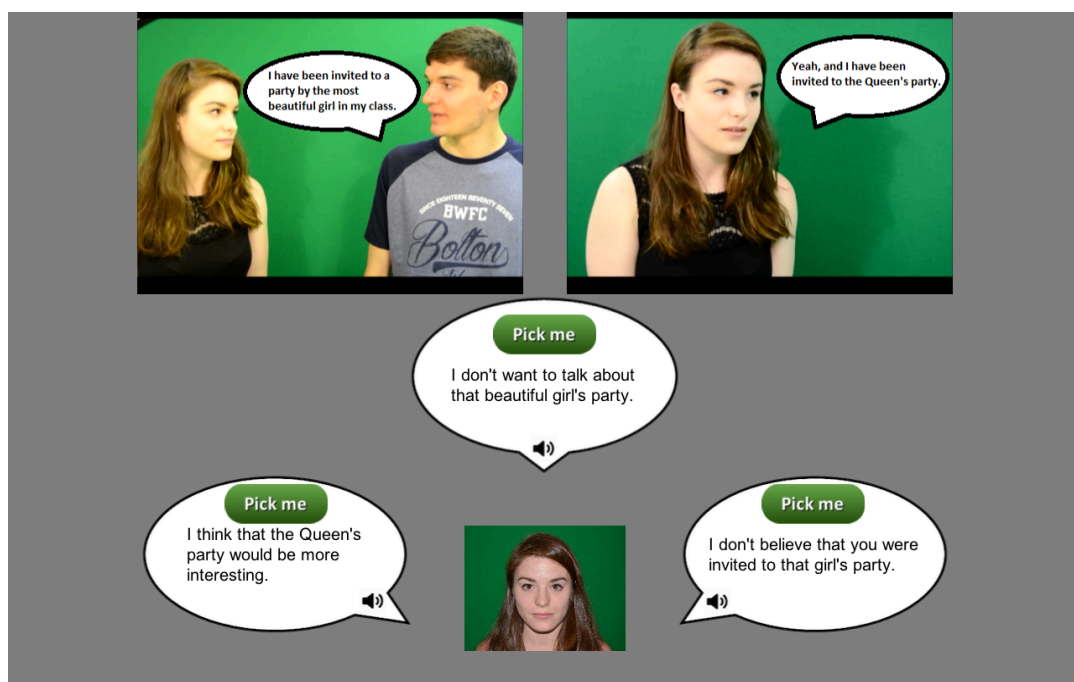 I have been invited to a
party by the most
beautiful girl in my class.
Yeah, and I have been
invited to the Queen's party.
SINCE EIGHTEEN SEVENTY SEVEN
BWFC
Bolton
Pick me
I don't want to talk about
that beautiful girl's party.
Pick me
I think that the Queen's
party would be more
interesting.
Pick me
I don't believe that you were
invited to that girl's party.